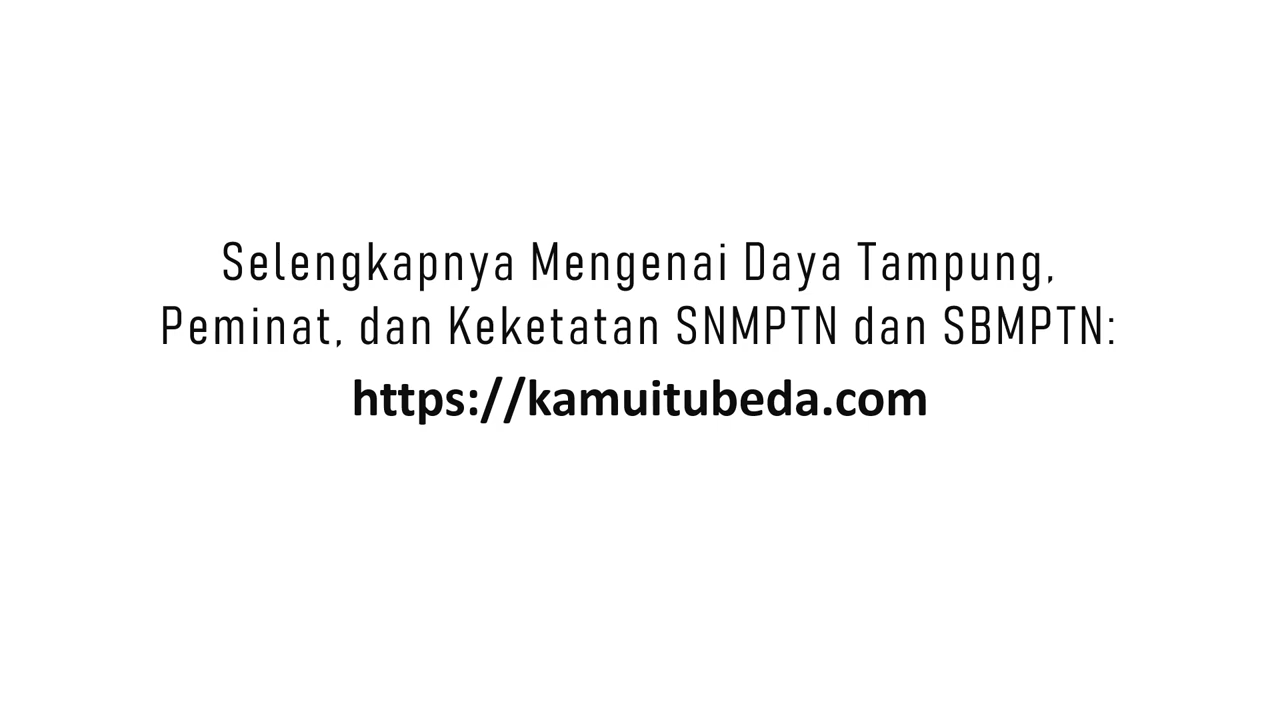 Selengkapnya Mengenai Daya Tampung,
Peminat, dan Keketatan SNMPTN dan SBMPTN:
https://kamuitubeda.com